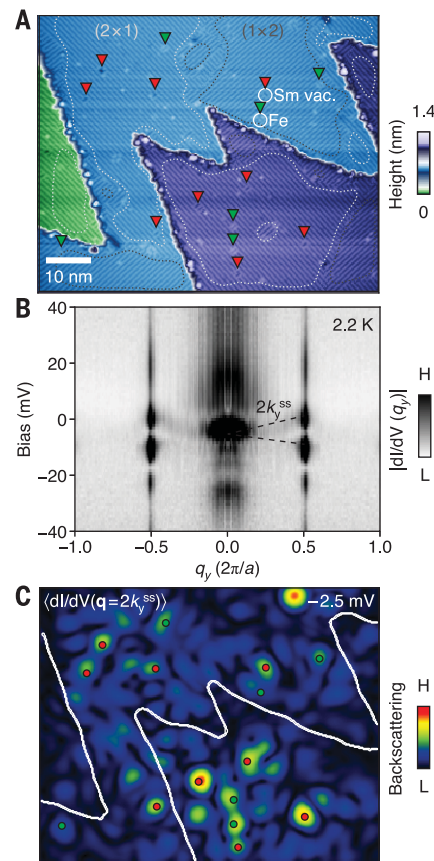 A
(2×1)
(1×2)
Sm vac.
Fe
10 nm
1.4
Height (nm)
0
B
40
2.2 K
20
2k_y^ss
0
Bias (mV)
−20
−40
−1.0 −0.5 0.0 0.5 1.0
q_y (2π/a)
H
|dI/dV (q_y)|
L
C
⟨dI/dV(q=2k_y^ss)⟩ −2.5 mV
H
Backscattering
L